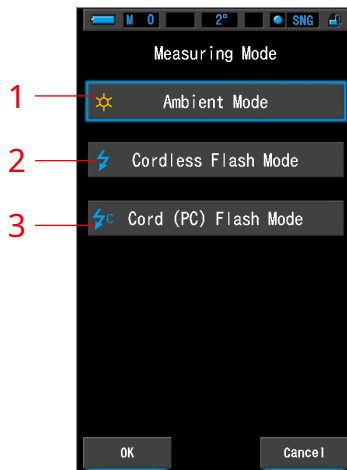 M 0 2° SNG
Measuring Mode
1 Ambient Mode
2 Cordless Flash Mode
3 C Cord (PC) Flash Mode
OK Cancel